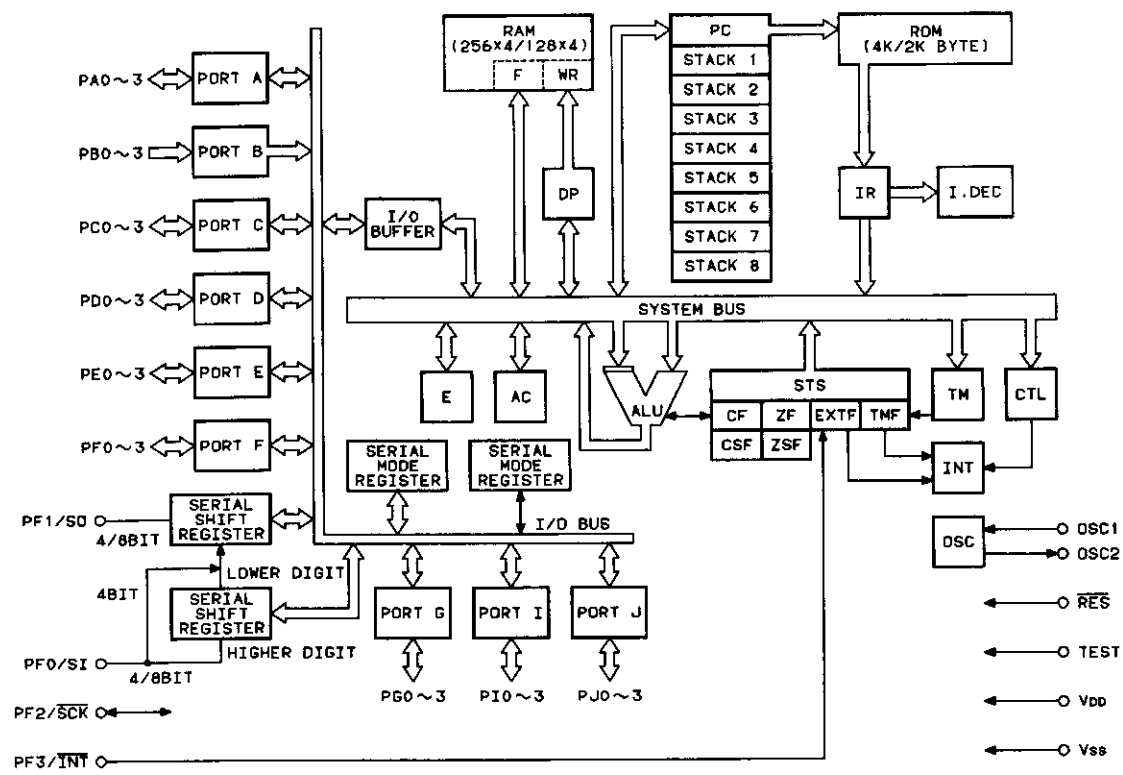 RAM
(256×4/128×4)
F WR
PC
STACK 1
STACK 2
STACK 3
STACK 4
STACK 5
STACK 6
STACK 7
STACK 8
ROM
(4K/2K BYTE)
IR
I.DEC
PA0~3
PORT A
PB0~3
PORT B
PC0~3
PORT C
I/O
BUFFER
DP
PD0~3
PORT D
SYSTEM BUS
PE0~3
PORT E
E
AC
ALU
STS
CF ZF EXTF TMF
CSF ZSF
TM
CTL
INT
PF0~3
PORT F
SERIAL
MODE
REGISTER
SERIAL
MODE
REGISTER
I/O BUS
PF1/SO
4/8BIT
SERIAL
SHIFT
REGISTER
LOWER DIGIT
4BIT
SERIAL
SHIFT
REGISTER
HIGHER DIGIT
PF0/SI
4/8BIT
PORT G
PORT I
PORT J
PG0~3
PI0~3
PJ0~3
PF2/SCK
PF3/INT
OSC
OSC1
OSC2
RES
TEST
VDD
VSS